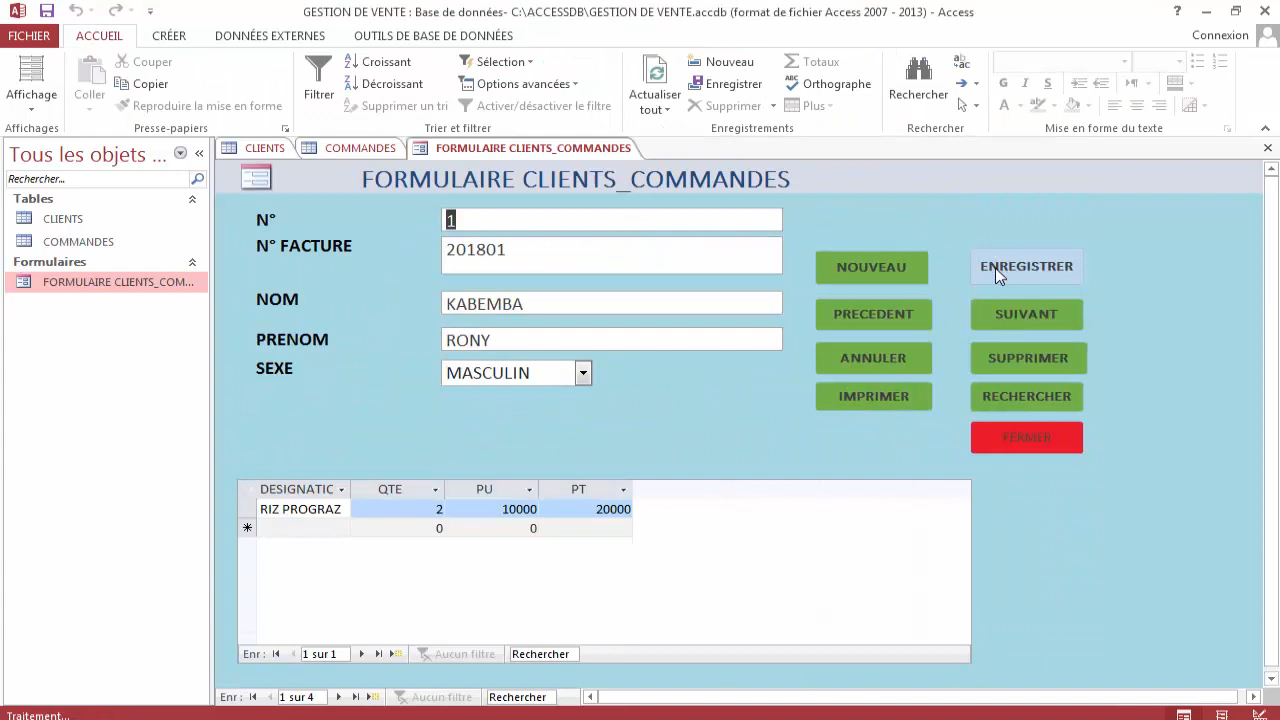 GESTION DE VENTE : Base de données- C:\ACCESSDB\GESTION DE VENTE.accdb (format de fichier Access 2007 - 2013) - Access
FICHIER ACCUEIL CRÉER DONNÉES EXTERNES OUTILS DE BASE DE DONNÉES Connexion
Affichage
Affichages
Coller
Couper
Copier
Reproduire la mise en forme
Presse-papiers
Filtrer
Croissant
Décroissant
Supprimer un tri
Sélection
Options avancées
Activer/désactiver le filtre
Trier et filtrer
Actualiser
tout
Nouveau
Enregistrer
Supprimer
Totaux
Orthographe
Plus
Enregistrements
Rechercher
Rechercher
G I S
A
Mise en forme du texte
Tous les objets ...
Rechercher...
Tables
CLIENTS
COMMANDES
Formulaires
FORMULAIRE CLIENTS_COM...
CLIENTS COMMANDES FORMULAIRE CLIENTS_COMMANDES
FORMULAIRE CLIENTS_COMMANDES
N° 1
N° FACTURE 201801
NOM KABEMBA
PRENOM RONY
SEXE MASCULIN
NOUVEAU ENREGISTRER
PRECEDENT SUIVANT
ANNULER SUPPRIMER
IMPRIMER RECHERCHER
FERMER
DESIGNATIC QTE PU PT
RIZ PROGRAZ 2 10000 20000
0 0
Enr : 1 sur 1 Aucun filtre Rechercher
Enr : 1 sur 4 Aucun filtre Rechercher
Traitement...